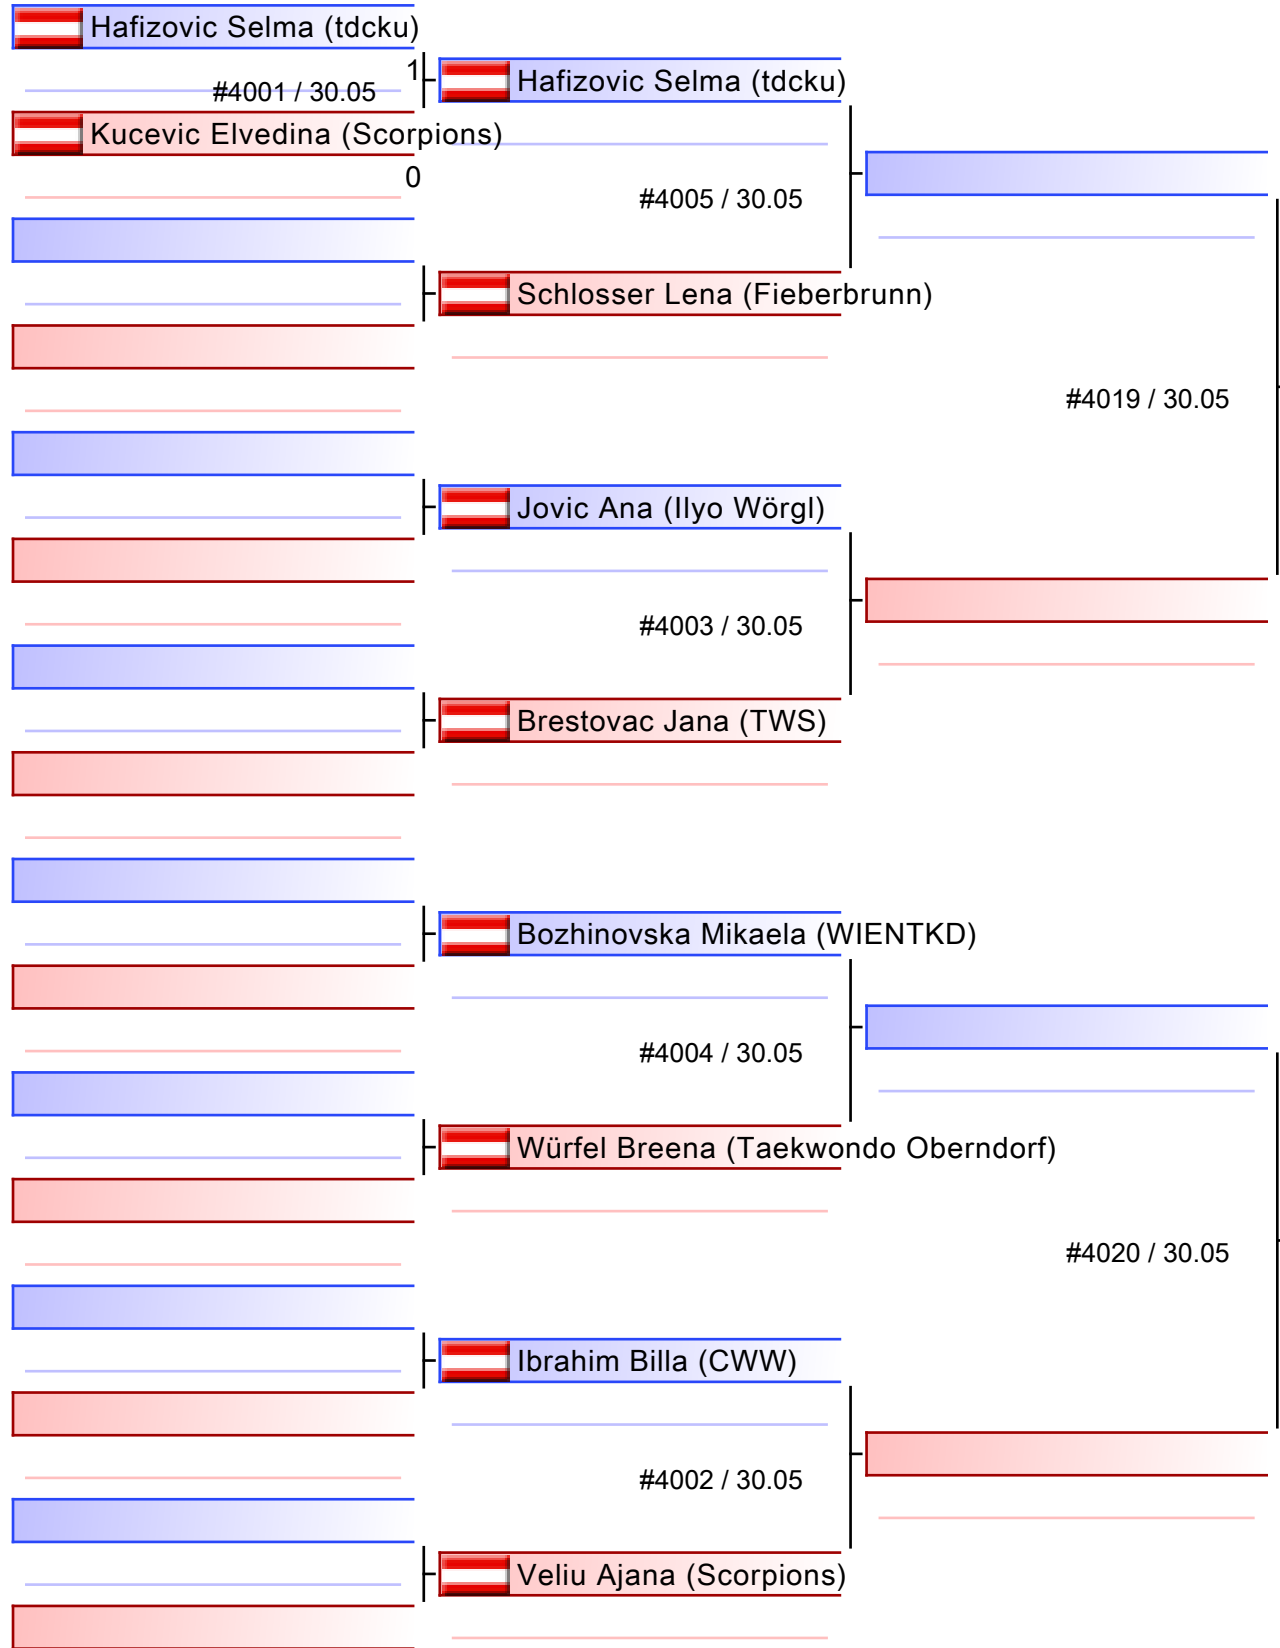 Hafizovic Selma (tdcku)
1
Hafizovic Selma (tdcku)
#4001 / 30.05
Kucevic Elvedina (Scorpions)
0
#4005 / 30.05
Schlosser Lena (Fieberbrunn)
#4019 / 30.05
Jovic Ana (Ilyo Wörgl)
#4003 / 30.05
Brestovac Jana (TWS)
Bozhinovska Mikaela (WIENTKD)
#4004 / 30.05
Würfel Breena (Taekwondo Oberndorf)
#4020 / 30.05
Ibrahim Billa (CWW)
#4002 / 30.05
Veliu Ajana (Scorpions)